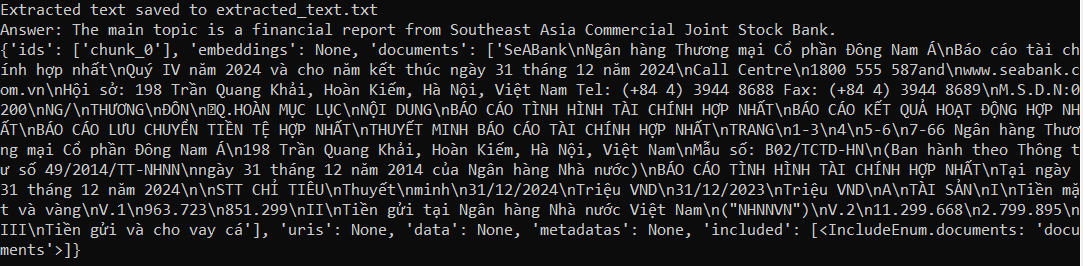 Extracted text saved to extracted_text.txt
Answer: The main topic is a financial report from Southeast Asia Commercial Joint Stock Bank.
{'ids': ['chunk_0'], 'embeddings': None, 'documents': ['SeABank\nNgân hàng Thương mại Cổ phần Đông Nam Á\nBáo cáo tài ch
ính hợp nhất\nQuý IV năm 2024 và cho năm kết thúc ngày 31 tháng 12 năm 2024\nCall Centre\n1800 555 587and\nwww.seabank.c
om.vn\nHội sở: 198 Trần Quang Khải, Hoàn Kiếm, Hà Nội, Việt Nam Tel: (+84 4) 3944 8688 Fax: (+84 4) 3944 8689\nM.S.D.N:0
200\nNG/\nTHƯƠNG\nĐÔN\n⍰Q.HOÀN MỤC LỤC\nNỘI DUNG\nBÁO CÁO TÌNH HÌNH TÀI CHÍNH HỢP NHẤT\nBÁO CÁO KẾT QUẢ HOẠT ĐỘNG HỢP NH
ẤT\nBÁO CÁO LƯU CHUYỂN TIỀN TỆ HỢP NHẤT\nTHUYẾT MINH BÁO CÁO TÀI CHÍNH HỢP NHẤT\nTRANG\n1-3\n4\n5-6\n7-66 Ngân hàng Thươ
ng mại Cổ phần Đông Nam Á\n198 Trần Quang Khải, Hoàn Kiếm, Hà Nội, Việt Nam\nMẫu số: B02/TCTD-HN\n(Ban hành theo Thông t
ư số 49/2014/TT-NHNN\nngày 31 tháng 12 năm 2014 của Ngân hàng Nhà nước)\nBÁO CÁO TÌNH HÌNH TÀI CHÍNH HỢP NHẤT\nTại ngày
31 tháng 12 năm 2024\n\nSTT CHỈ TIÊU\nThuyết\nminh\n31/12/2024\nTriệu VND\n31/12/2023\nTriệu VND\nA\nTÀI SẢN\nI\nTiền mặ
t và vàng\nV.1\n963.723\n851.299\nII\nTiền gửi tại Ngân hàng Nhà nước Việt Nam\n("NHNNVN")\nV.2\n11.299.668\n2.799.895\n
III\nTiền gửi và cho vay cá'], 'uris': None, 'data': None, 'metadatas': None, 'included': [<IncludeEnum.documents: 'docu
ments'>]}